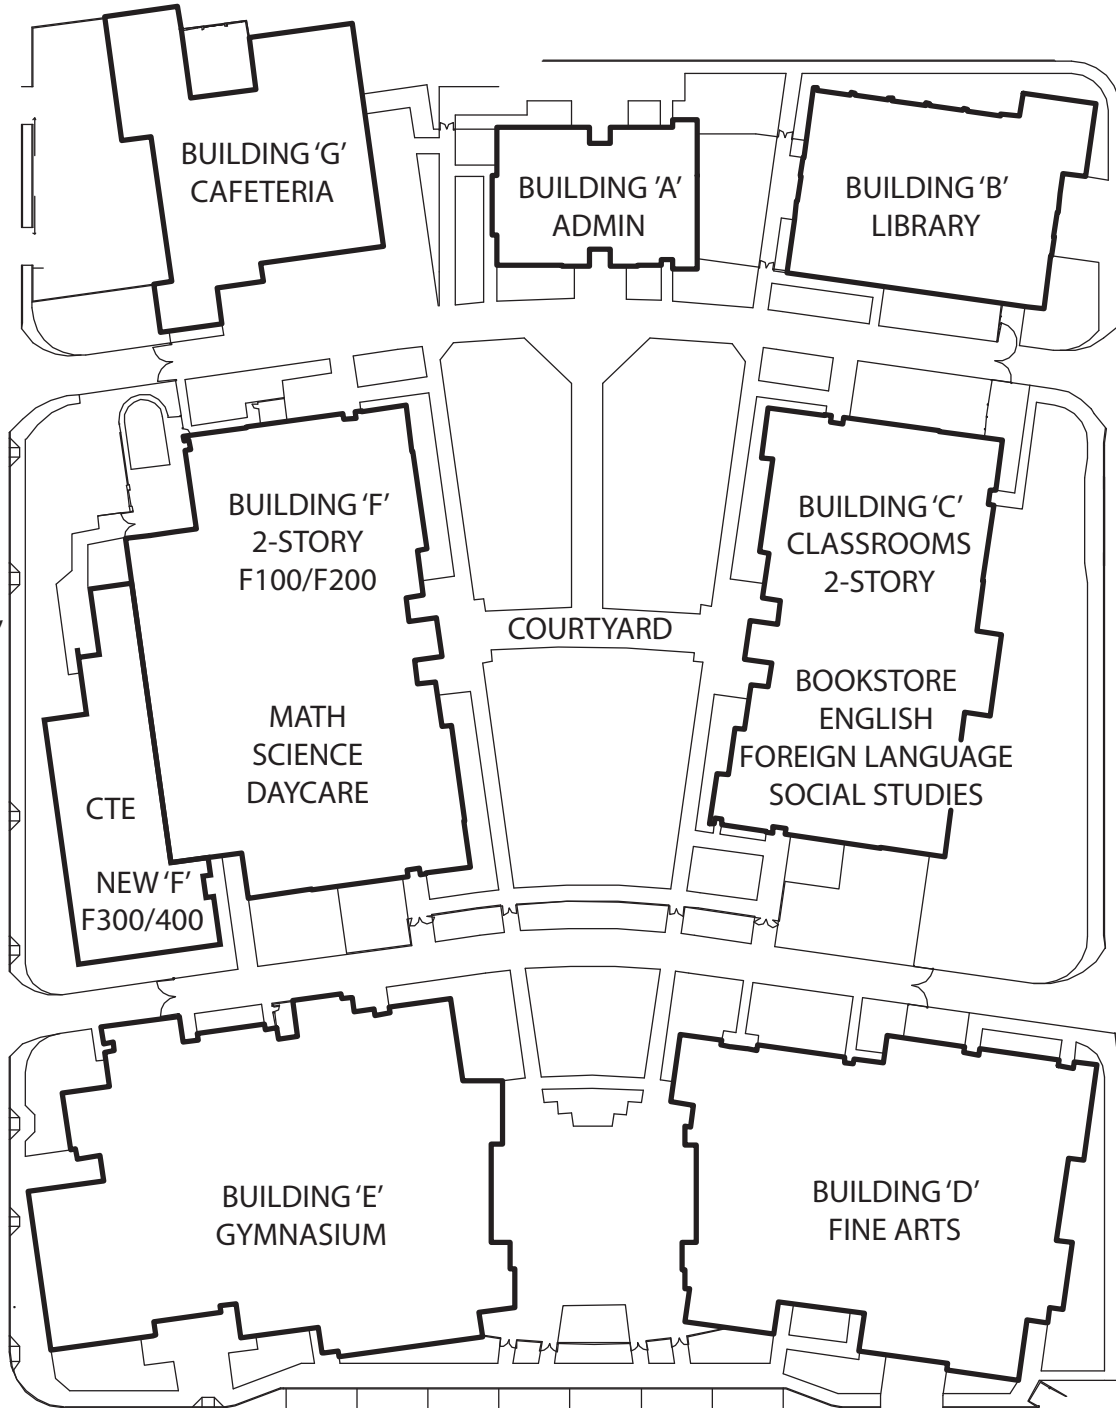 BUILDING ‘G’
CAFETERIA
BUILDING 'A’
ADMIN
BUILDING ‘B’
LIBRARY
BUILDING ‘F’
2-STORY
F100/F200
MATH
SCIENCE
DAYCARE
COURTYARD
BUILDING ‘C’
CLASSROOMS
2-STORY
BOOKSTORE
ENGLISH
FOREIGN LANGUAGE
SOCIAL STUDIES
CTE
NEW ‘F’
F300/400
BUILDING ‘E’
GYMNASIUM
BUILDING ‘D’
FINE ARTS